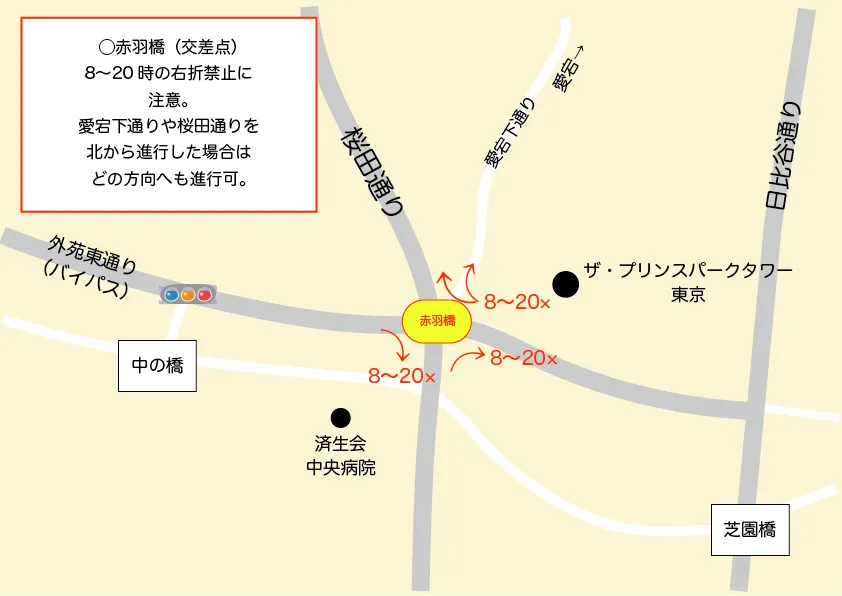 ○赤羽橋（交差点）
8～20時の右折禁止に
注意。
愛宕下通りや桜田通りを
北から進行した場合は
どの方向へも進行可。
桜田通り
愛宕下通り
愛宕→
日比谷通り
外苑東通り
（バイパス）
ザ・プリンスパークタワー
東京
8～20×
赤羽橋
8～20×
中の橋
8～20×
済生会
中央病院
芝園橋